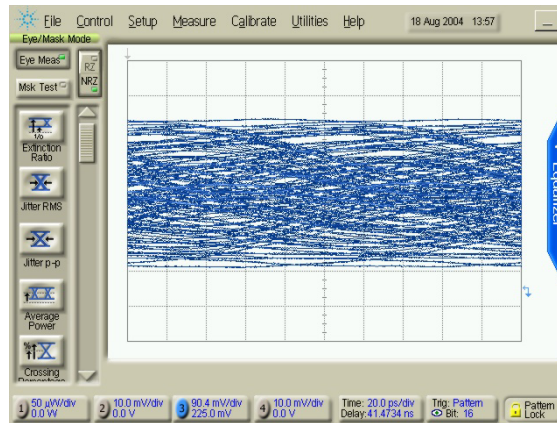 File Control Setup Measure Calibrate Utilities Help 18 Aug 2004 13:57
Eye/Mask Mode
Eye Meas
RZ
Msk Test
NRZ
1/0
Extinction
Ratio
Jitter RMS
Jitter p-p
Average
Power
%
Crossing
1 50 µW/div 2 10.0 mV/div 3 90.4 mV/div 4 10.0 mV/div Time: 20.0 ps/div Trig: Pattern Pattern
0.0 W 0.0 V 225.0 mV 0.0 V Delay:41.4734 ns Bit: 16 Lock